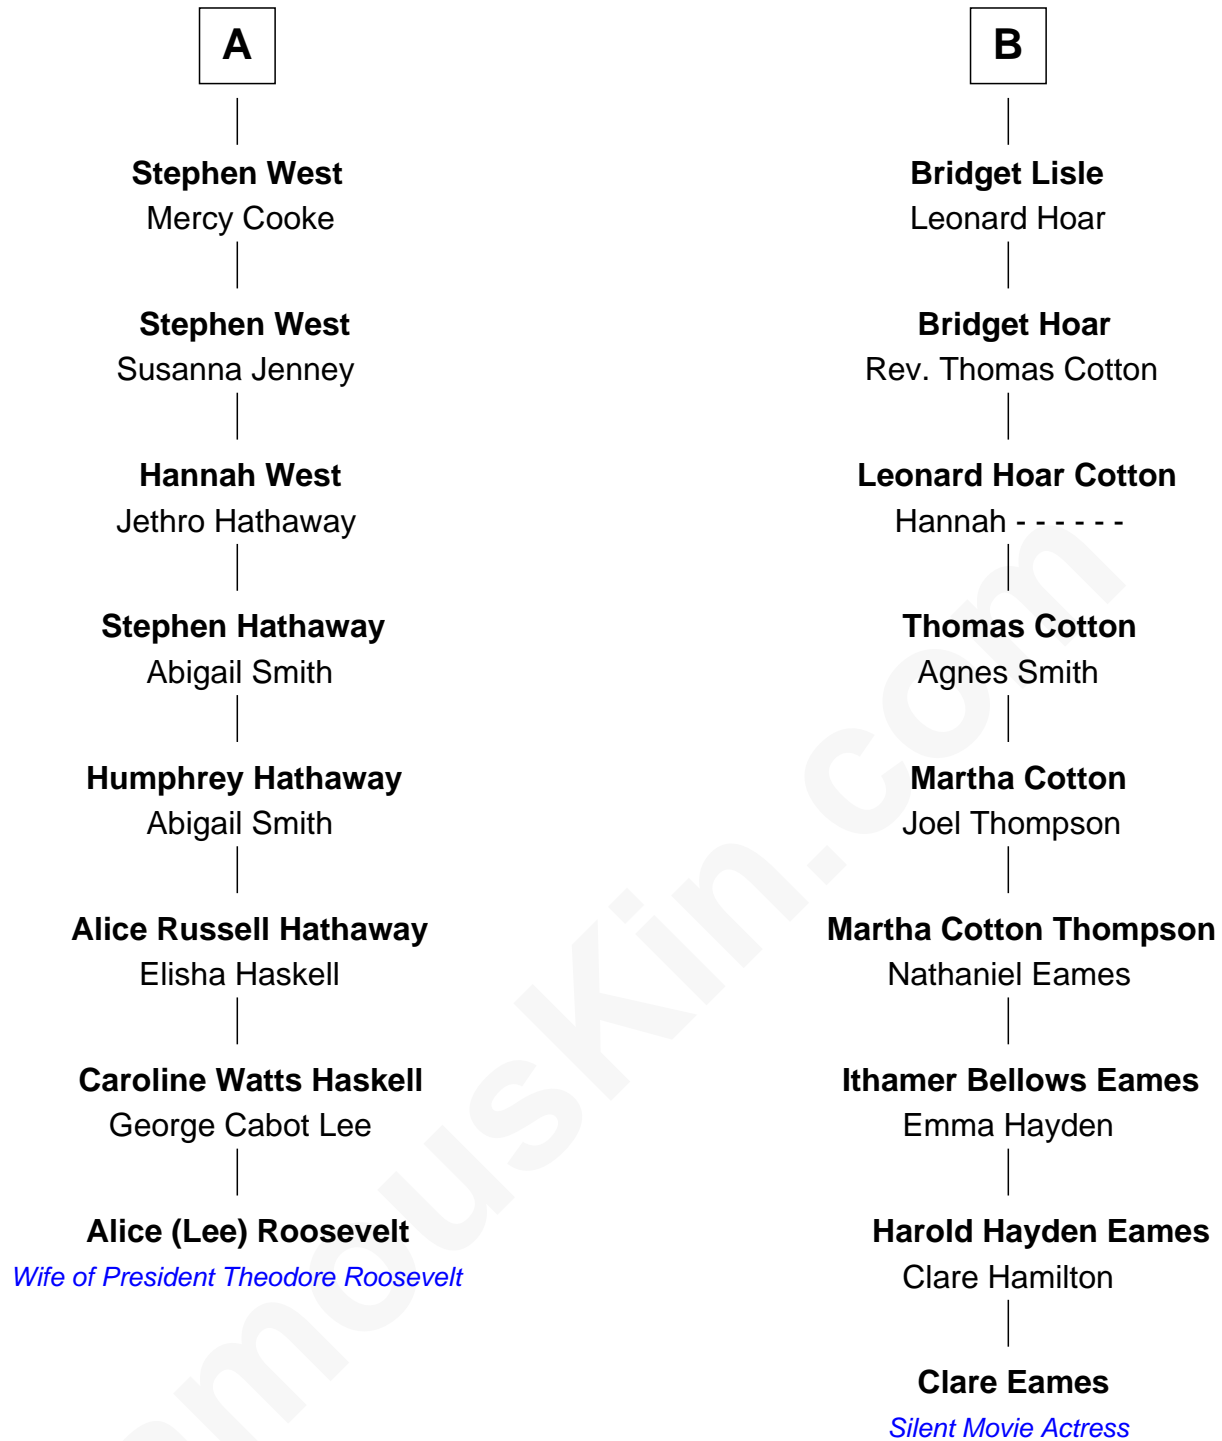 A
Stephen West
Mercy Cooke
Stephen West
Susanna Jenney
Hannah West
Jethro Hathaway
Stephen Hathaway
Abigail Smith
Humphrey Hathaway
Abigail Smith
Alice Russell Hathaway
Elisha Haskell
Caroline Watts Haskell
George Cabot Lee
Alice (Lee) Roosevelt
Wife of President Theodore Roosevelt
B
Bridget Lisle
Leonard Hoar
Bridget Hoar
Rev. Thomas Cotton
Leonard Hoar Cotton
Hannah - - - - - -
Thomas Cotton
Agnes Smith
Martha Cotton
Joel Thompson
Martha Cotton Thompson
Nathaniel Eames
Ithamer Bellows Eames
Emma Hayden
Harold Hayden Eames
Clare Hamilton
Clare Eames
Silent Movie Actress
amousKin.com